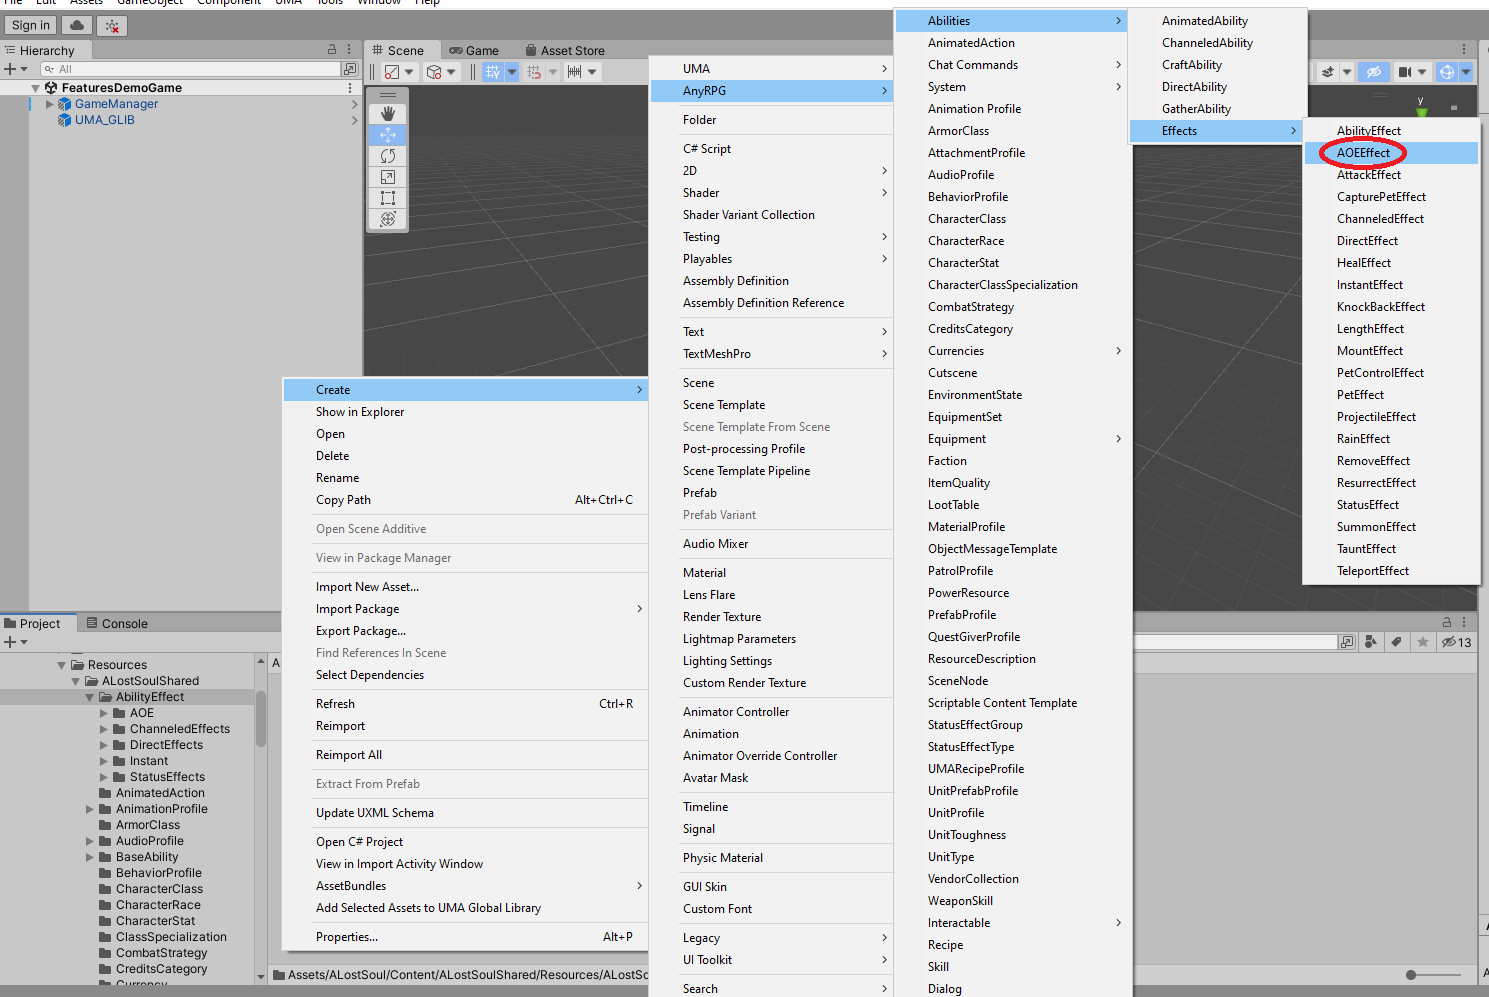 File Edit Assets GameObject Component UMA Tools Window Help
Sign in
Hierarchy
All
FeaturesDemoGame
GameManager
UMA_GLIB
Scene Game Asset Store
y
Create
Show in Explorer
Open
Delete
Rename
Copy Path Alt+Ctrl+C
Open Scene Additive
View in Package Manager
Import New Asset...
Import Package
Export Package...
Find References In Scene
Select Dependencies
Refresh Ctrl+R
Reimport
Reimport All
Extract From Prefab
Update UXML Schema
Open C# Project
View in Import Activity Window
AssetBundles
Add Selected Assets to UMA Global Library
Properties... Alt+P
UMA
AnyRPG
Folder
C# Script
2D
Shader
Shader Variant Collection
Testing
Playables
Assembly Definition
Assembly Definition Reference
Text
TextMeshPro
Scene
Scene Template
Scene Template From Scene
Post-processing Profile
Scene Template Pipeline
Prefab
Prefab Variant
Audio Mixer
Material
Lens Flare
Render Texture
Lightmap Parameters
Lighting Settings
Custom Render Texture
Animator Controller
Animation
Animator Override Controller
Avatar Mask
Timeline
Signal
Physic Material
GUI Skin
Custom Font
Legacy
UI Toolkit
Search
Abilities
AnimatedAction
Chat Commands
System
Animation Profile
ArmorClass
AttachmentProfile
AudioProfile
BehaviorProfile
CharacterClass
CharacterRace
CharacterStat
CharacterClassSpecialization
CombatStrategy
CreditsCategory
Currencies
Cutscene
EnvironmentState
EquipmentSet
Equipment
Faction
ItemQuality
LootTable
MaterialProfile
ObjectMessageTemplate
PatrolProfile
PowerResource
PrefabProfile
QuestGiverProfile
ResourceDescription
SceneNode
Scriptable Content Template
StatusEffectGroup
StatusEffectType
UMARecipeProfile
UnitPrefabProfile
UnitProfile
UnitToughness
UnitType
VendorCollection
WeaponSkill
Interactable
Recipe
Skill
Dialog
AnimatedAbility
ChanneledAbility
CraftAbility
DirectAbility
GatherAbility
Effects
AbilityEffect
AOEEffect
AttackEffect
CapturePetEffect
ChanneledEffect
DirectEffect
HealEffect
InstantEffect
KnockBackEffect
LengthEffect
MountEffect
PetControlEffect
PetEffect
ProjectileEffect
RainEffect
RemoveEffect
ResurrectEffect
StatusEffect
SummonEffect
TauntEffect
TeleportEffect
Project Console
13
Resources
ALostSoulShared
AbilityEffect
AOE
ChanneledEffects
DirectEffects
Instant
StatusEffects
AnimatedAction
AnimationProfile
ArmorClass
AudioProfile
BaseAbility
BehaviorProfile
CharacterClass
CharacterRace
CharacterStat
ClassSpecialization
CombatStrategy
CreditsCategory
Currency
Assets/ALostSoul/Content/ALostSoulShared/Resources/ALostSo